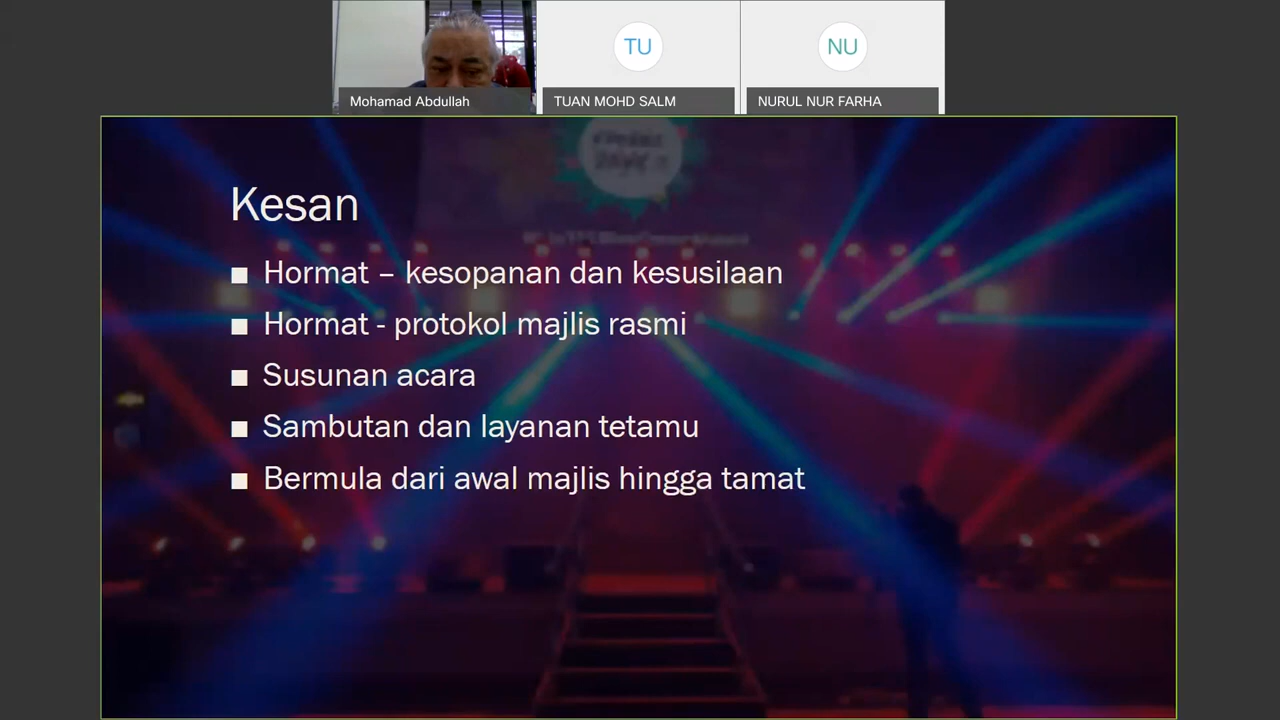 TU
NU
Mohamad Abdullah
TUAN MOHD SALM
NURUL NUR FARHA
Kesan
■ Hormat – kesopanan dan kesusilaan
■ Hormat - protokol majlis rasmi
■ Susunan acara
■ Sambutan dan layanan tetamu
■ Bermula dari awal majlis hingga tamat